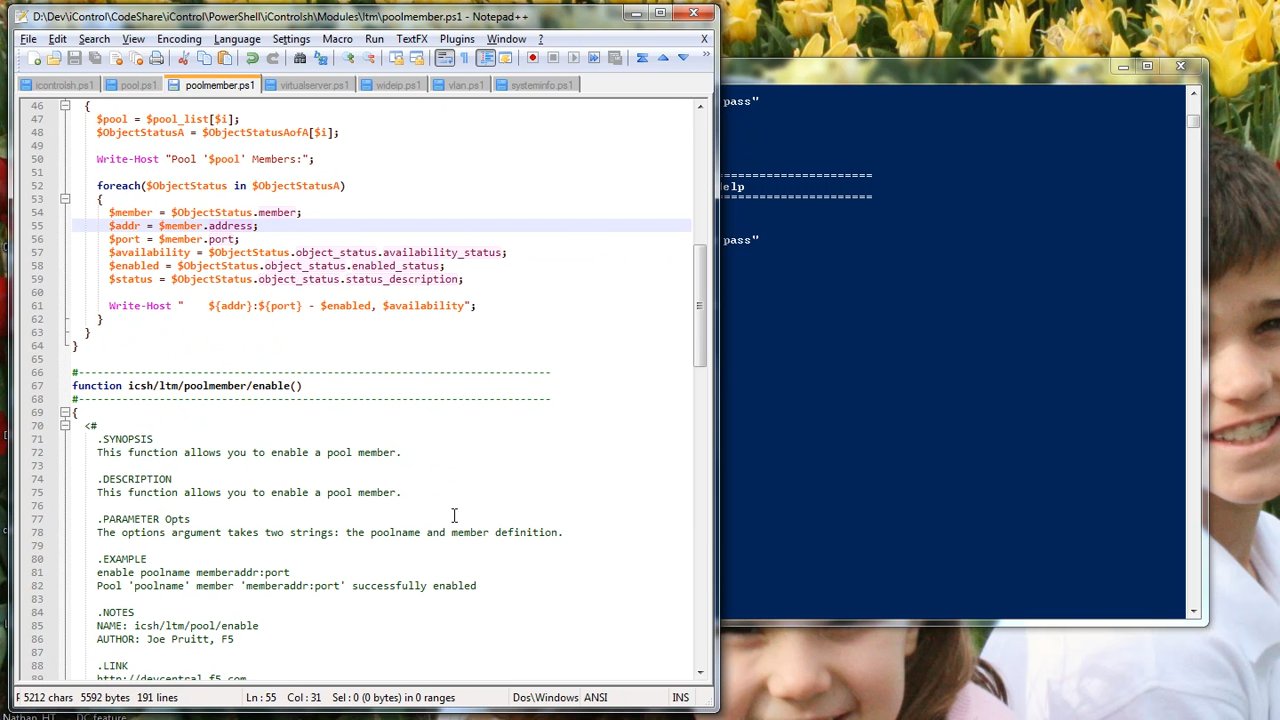 D:\Dev\iControl\CodeShare\iControl\PowerShell\iControlsh\Modules\ltm\poolmember.ps1 - Notepad++
File Edit Search View Encoding Language Settings Macro Run TextFX Plugins Window ? X
icontrolsh.ps1 pool.ps1 poolmember.ps1 virtualserver.ps1 wideip.ps1 vlan.ps1 systeminfo.ps1
46 {
47 $pool = $pool_list[$i];
48 $ObjectStatusA = $ObjectStatusAofA[$i];
49
50 Write-Host "Pool '$pool' Members:";
51
52 foreach($ObjectStatus in $ObjectStatusA)
53 {
54 $member = $ObjectStatus.member;
55 $addr = $member.address;
56 $port = $member.port;
57 $availability = $ObjectStatus.object_status.availability_status;
58 $enabled = $ObjectStatus.object_status.enabled_status;
59 $status = $ObjectStatus.object_status.status_description;
60
61 Write-Host "    ${addr}:${port} - $enabled, $availability";
62 }
63 }
64 }
65
66 #----------------------------------------------------------------------------
67 function icsh/ltm/poolmember/enable()
68 #----------------------------------------------------------------------------
69 {
70 <#
71 .SYNOPSIS
72 This function allows you to enable a pool member.
73
74 .DESCRIPTION
75 This function allows you to enable a pool member.
76
77 .PARAMETER Opts
78 The options argument takes two strings: the poolname and member definition.
79
80 .EXAMPLE
81 enable poolname memberaddr:port
82 Pool 'poolname' member 'memberaddr:port' successfully enabled
83
84 .NOTES
85 NAME: icsh/ltm/pool/enable
86 AUTHOR: Joe Pruitt, F5
87
88 .LINK
http://devcentral.f5.com
5212 chars 5592 bytes 191 lines Ln : 55 Col : 31 Sel : 0 (0 bytes) in 0 ranges Dos\Windows ANSI INS
pass"
=====================
elp
=====================
pass"
Nathan HT DC feature